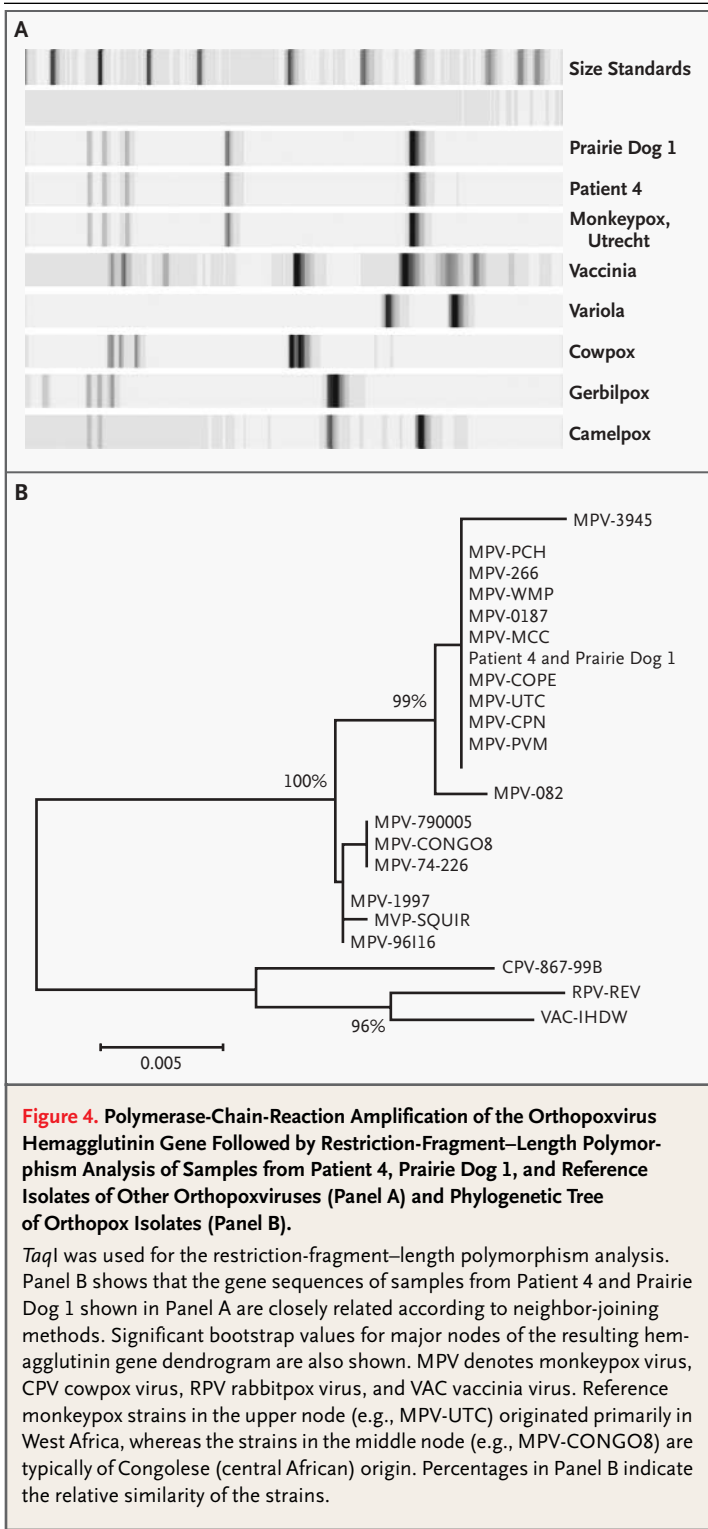 A
Size Standards
Prairie Dog 1
Patient 4
Monkeypox,
Utrecht
Vaccinia
Variola
Cowpox
Gerbilpox
Camelpox
B
MPV-3945
MPV-PCH
MPV-266
MPV-WMP
MPV-0187
MPV-MCC
Patient 4 and Prairie Dog 1
MPV-COPE
99%
MPV-UTC
MPV-CPN
MPV-PVM
100%
MPV-082
MPV-790005
MPV-CONGO8
MPV-74-226
MPV-1997
MVP-SQUIR
MPV-96I16
CPV-867-99B
RPV-REV
96%
VAC-IHDW
0.005
Figure 4. Polymerase-Chain-Reaction Amplification of the Orthopoxvirus
Hemagglutinin Gene Followed by Restriction-Fragment–Length Polymor-
phism Analysis of Samples from Patient 4, Prairie Dog 1, and Reference
Isolates of Other Orthopoxviruses (Panel A) and Phylogenetic Tree
of Orthopox Isolates (Panel B).
TaqI was used for the restriction-fragment–length polymorphism analysis.
Panel B shows that the gene sequences of samples from Patient 4 and Prairie
Dog 1 shown in Panel A are closely related according to neighbor-joining
methods. Significant bootstrap values for major nodes of the resulting hem-
agglutinin gene dendrogram are also shown. MPV denotes monkeypox virus,
CPV cowpox virus, RPV rabbitpox virus, and VAC vaccinia virus. Reference
monkeypox strains in the upper node (e.g., MPV-UTC) originated primarily in
West Africa, whereas the strains in the middle node (e.g., MPV-CONGO8) are
typically of Congolese (central African) origin. Percentages in Panel B indicate
the relative similarity of the strains.